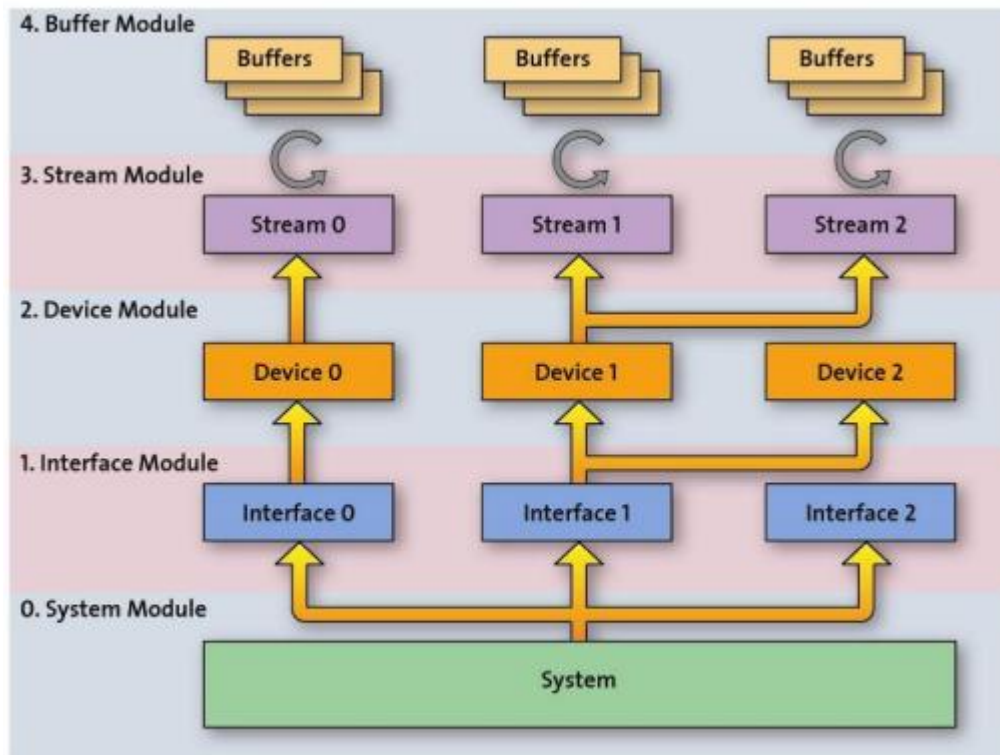 4. Buffer Module
Buffers
Buffers
Buffers
3. Stream Module
Stream 0
Stream 1
Stream 2
2. Device Module
Device 0
Device 1
Device 2
1. Interface Module
Interface 0
Interface 1
Interface 2
0. System Module
System